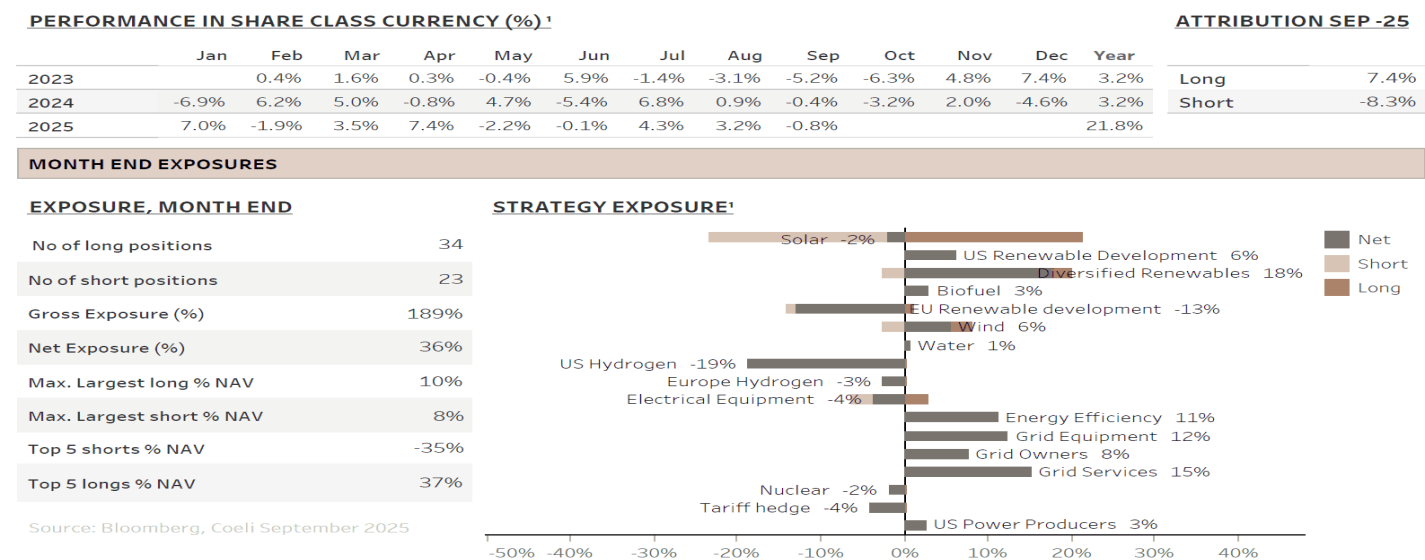 PERFORMANCE IN SHARE CLASS CURRENCY (%) ¹
Jan Feb Mar Apr May Jun Jul Aug Sep Oct Nov Dec Year
2023 0.4% 1.6% 0.3% -0.4% 5.9% -1.4% -3.1% -5.2% -6.3% 4.8% 7.4% 3.2%
2024 -6.9% 6.2% 5.0% -0.8% 4.7% -5.4% 6.8% 0.9% -0.4% -3.2% 2.0% -4.6% 3.2%
2025 7.0% -1.9% 3.5% 7.4% -2.2% -0.1% 4.3% 3.2% -0.8% 21.8%
ATTRIBUTION SEP -25
Long 7.4%
Short -8.3%
MONTH END EXPOSURES
EXPOSURE, MONTH END
No of long positions 34
No of short positions 23
Gross Exposure (%) 189%
Net Exposure (%) 36%
Max. Largest long % NAV 10%
Max. Largest short % NAV 8%
Top 5 shorts % NAV -35%
Top 5 longs % NAV 37%
Source: Bloomberg, Coeli September 2025
STRATEGY EXPOSURE¹
Solar -2%
US Renewable Development 6%
Diversified Renewables 18%
Biofuel 3%
EU Renewable development -13%
Wind 6%
Water 1%
US Hydrogen -19%
Europe Hydrogen -3%
Electrical Equipment -4%
Energy Efficiency 11%
Grid Equipment 12%
Grid Owners 8%
Grid Services 15%
Nuclear -2%
Tariff hedge -4%
US Power Producers 3%
-50% -40% -30% -20% -10% 0% 10% 20% 30% 40%
Net
Short
Long